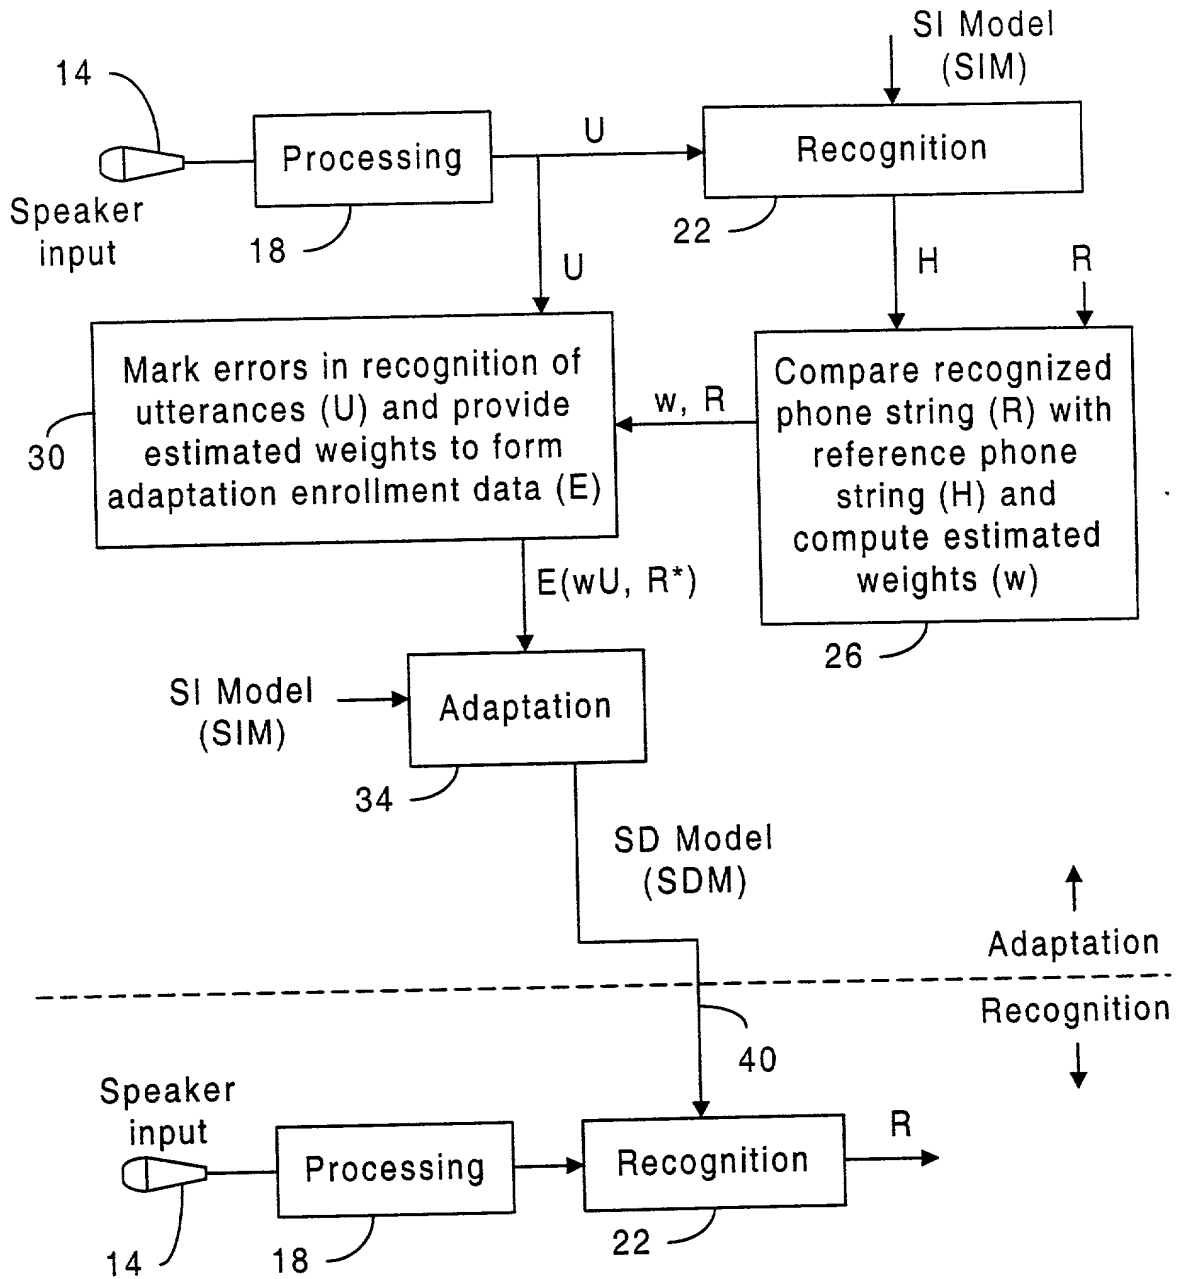 SI Model
(SIM)
14
Processing
U
Recognition
Speaker
input
18
22
U
H
R
Mark errors in recognition of
utterances (U) and provide
estimated weights to form
adaptation enrollment data (E)
30
w, R
Compare recognized
phone string (R) with
reference phone
string (H) and
compute estimated
weights (w)
26
E(wU, R*)
SI Model
(SIM)
Adaptation
34
SD Model
(SDM)
Adaptation
Recognition
40
Speaker
input
Processing
Recognition
R
14
18
22